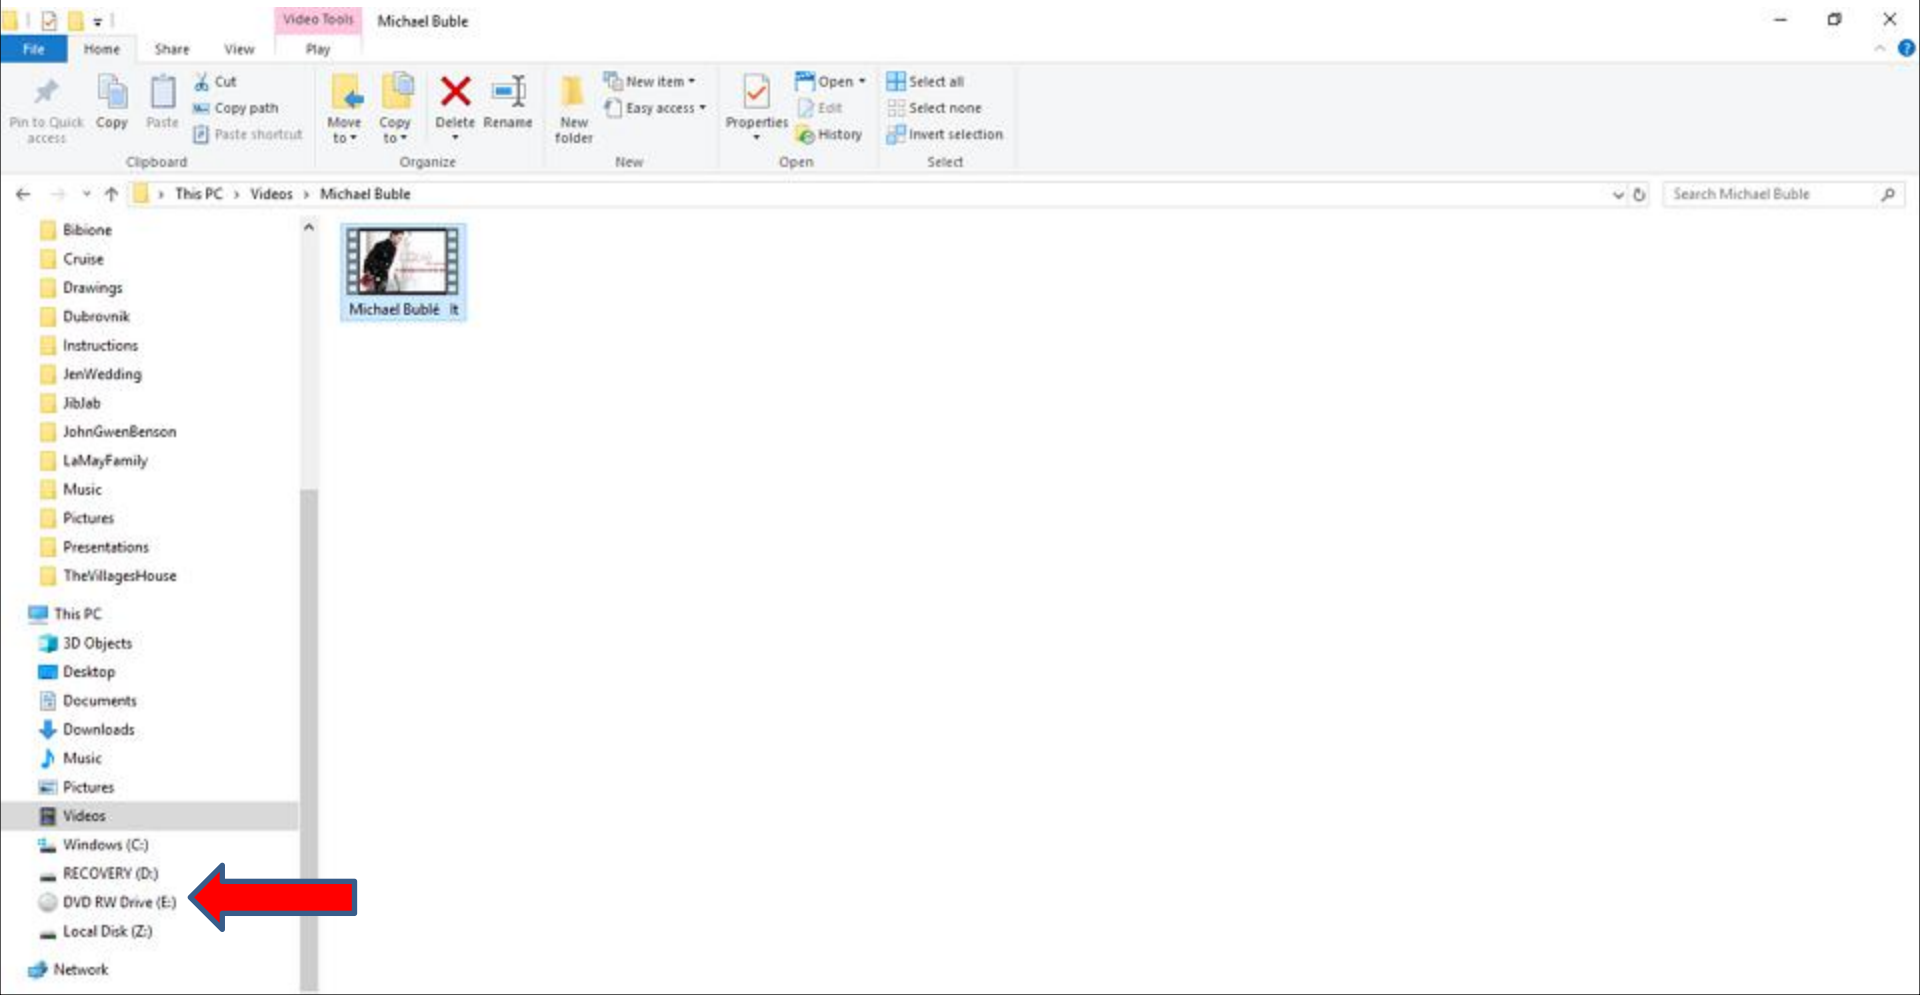 Video Tools Michael Buble
File Home Share View Play
Pin to Quick access
Copy
Paste
Cut
Copy path
Paste shortcut
Clipboard
Move to
Copy to
Delete
Rename
Organize
New folder
New item
Easy access
New
Properties
Open
Edit
History
Open
Select all
Select none
Invert selection
Select
This PC > Videos > Michael Buble
Search Michael Buble
Bibione
Cruise
Drawings
Dubrovnik
Instructions
JenWedding
JibJab
JohnGwenBenson
LaMayFamily
Music
Pictures
Presentations
TheVillagesHouse
This PC
3D Objects
Desktop
Documents
Downloads
Music
Pictures
Videos
Windows (C:)
RECOVERY (D:)
DVD RW Drive (E:)
Local Disk (Z:)
Network
Michael Bublé It